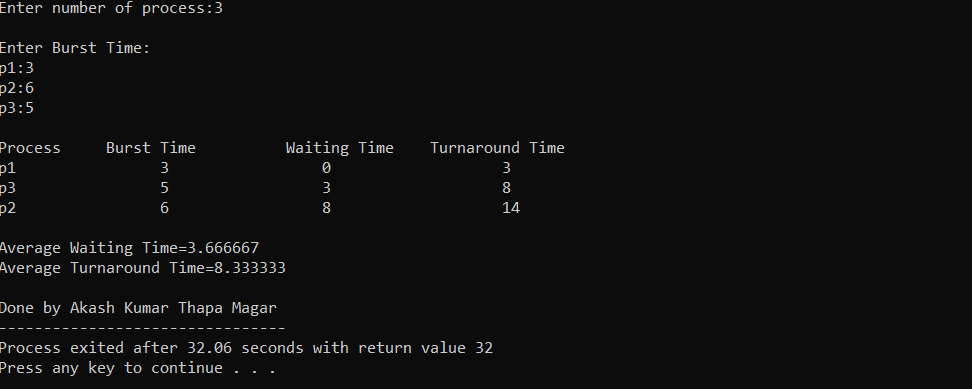 Enter number of process:3
Enter Burst Time:
p1:3
p2:6
p3:5
Process Burst Time Waiting Time Turnaround Time
p1 3 0 3
p3 5 3 8
p2 6 8 14
Average Waiting Time=3.666667
Average Turnaround Time=8.333333
Done by Akash Kumar Thapa Magar
--------------------------------
Process exited after 32.06 seconds with return value 32
Press any key to continue . . .